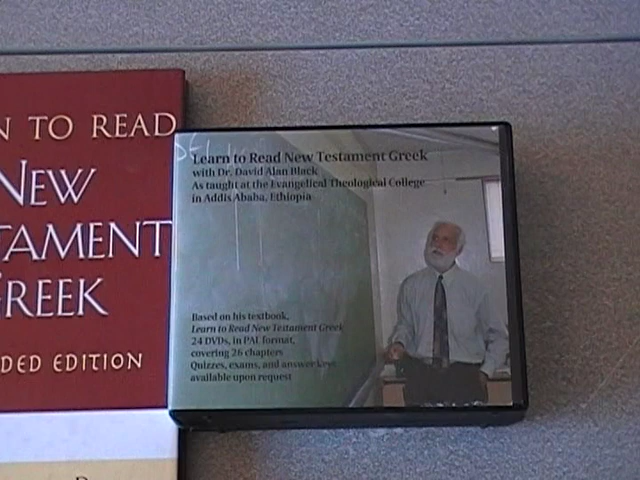 N TO READ
NEW
TAMENT
GREEK
DED EDITION
Learn to Read New Testament Greek
with Dr. David Alan Black
As taught at the Evangelical Theological College
in Addis Ababa, Ethiopia
Based on his textbook,
Learn to Read New Testament Greek
24 DVDs, in PAL format,
covering 26 chapters
Quizzes, exams, and answer keys
available upon request